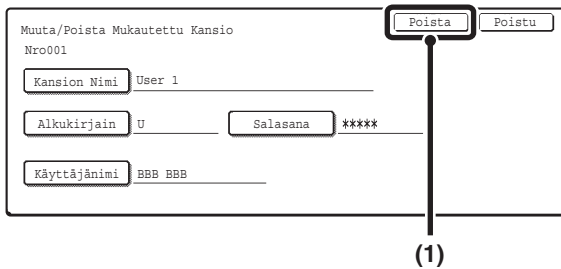 Muuta/Poista Mukautettu Kansio
Poista
Poistu
Nro001
Kansion Nimi User 1
Alkukirjain U Salasana *****
Käyttäjänimi BBB BBB
(1)